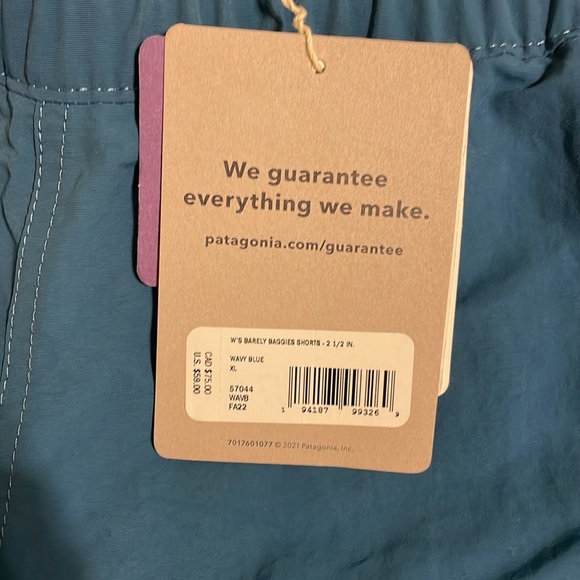 We guarantee
everything we make.
patagonia.com/guarantee
W'S BARELY BAGGIES SHORTS - 2 1/2 IN.
WAVY BLUE
XL
CAD $75.00
U.S. $59.00
57044
WAVB
FA22
1 94187 99326 9
7017601077 © 2021 Patagonia, Inc.